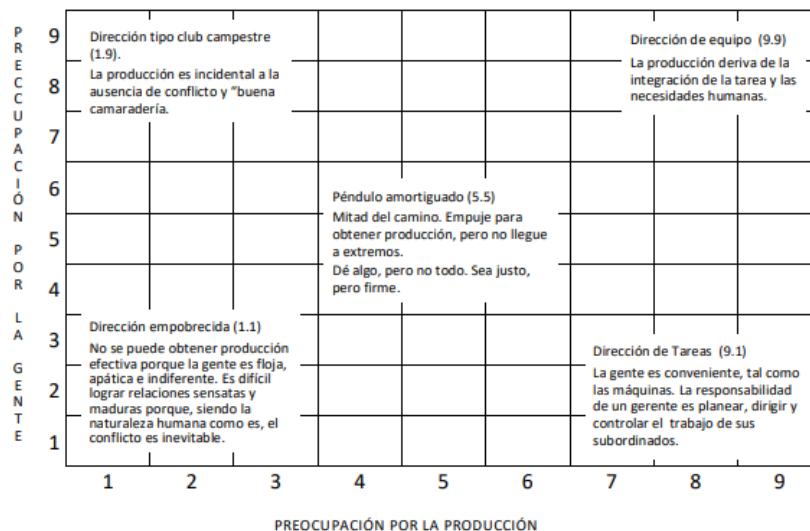 PRECCUPACIÓN POR LA GENTE
9
8
7
6
5
4
3
2
1
Dirección tipo club campestre
(1.9).
La producción es incidental a la
ausencia de conflicto y "buena
camaradería.
Dirección de equipo (9.9)
La producción deriva de la
integración de la tarea y las
necesidades humanas.
Péndulo amortiguado (5.5)
Mitad del camino. Empuje para
obtener producción, pero no llegue
a extremos.
Dé algo, pero no todo. Sea justo,
pero firme.
Dirección empobrecida (1.1)
No se puede obtener producción
efectiva porque la gente es floja,
apática e indiferente. Es difícil
lograr relaciones sensatas y
maduras porque, siendo la
naturaleza humana como es, el
conflicto es inevitable.
Dirección de Tareas (9.1)
La gente es conveniente, tal como
las máquinas. La responsabilidad
de un gerente es planear, dirigir y
controlar el trabajo de sus
subordinados.
1 2 3 4 5 6 7 8 9
PREOCUPACIÓN POR LA PRODUCCIÓN